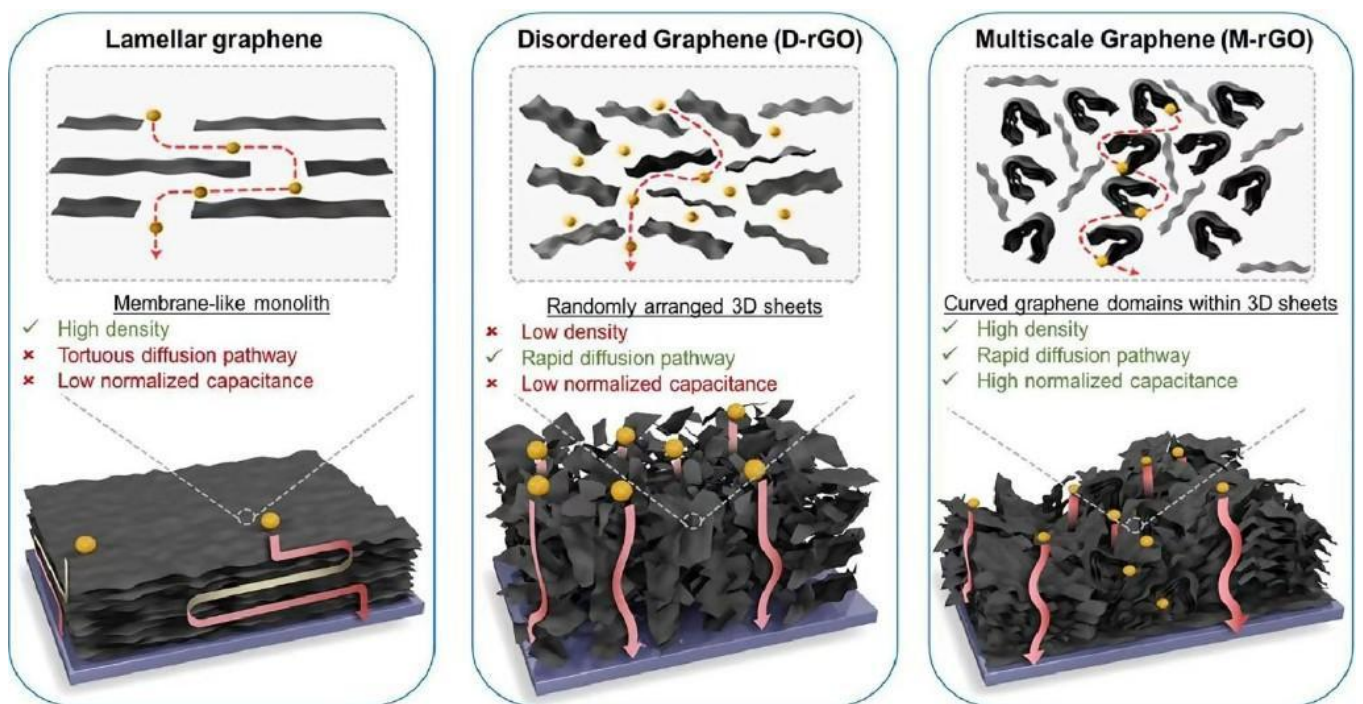 Lamellar graphene
Membrane-like monolith
✓ High density
× Tortuous diffusion pathway
× Low normalized capacitance
Disordered Graphene (D-rGO)
Randomly arranged 3D sheets
× Low density
✓ Rapid diffusion pathway
× Low normalized capacitance
Multiscale Graphene (M-rGO)
Curved graphene domains within 3D sheets
✓ High density
✓ Rapid diffusion pathway
✓ High normalized capacitance